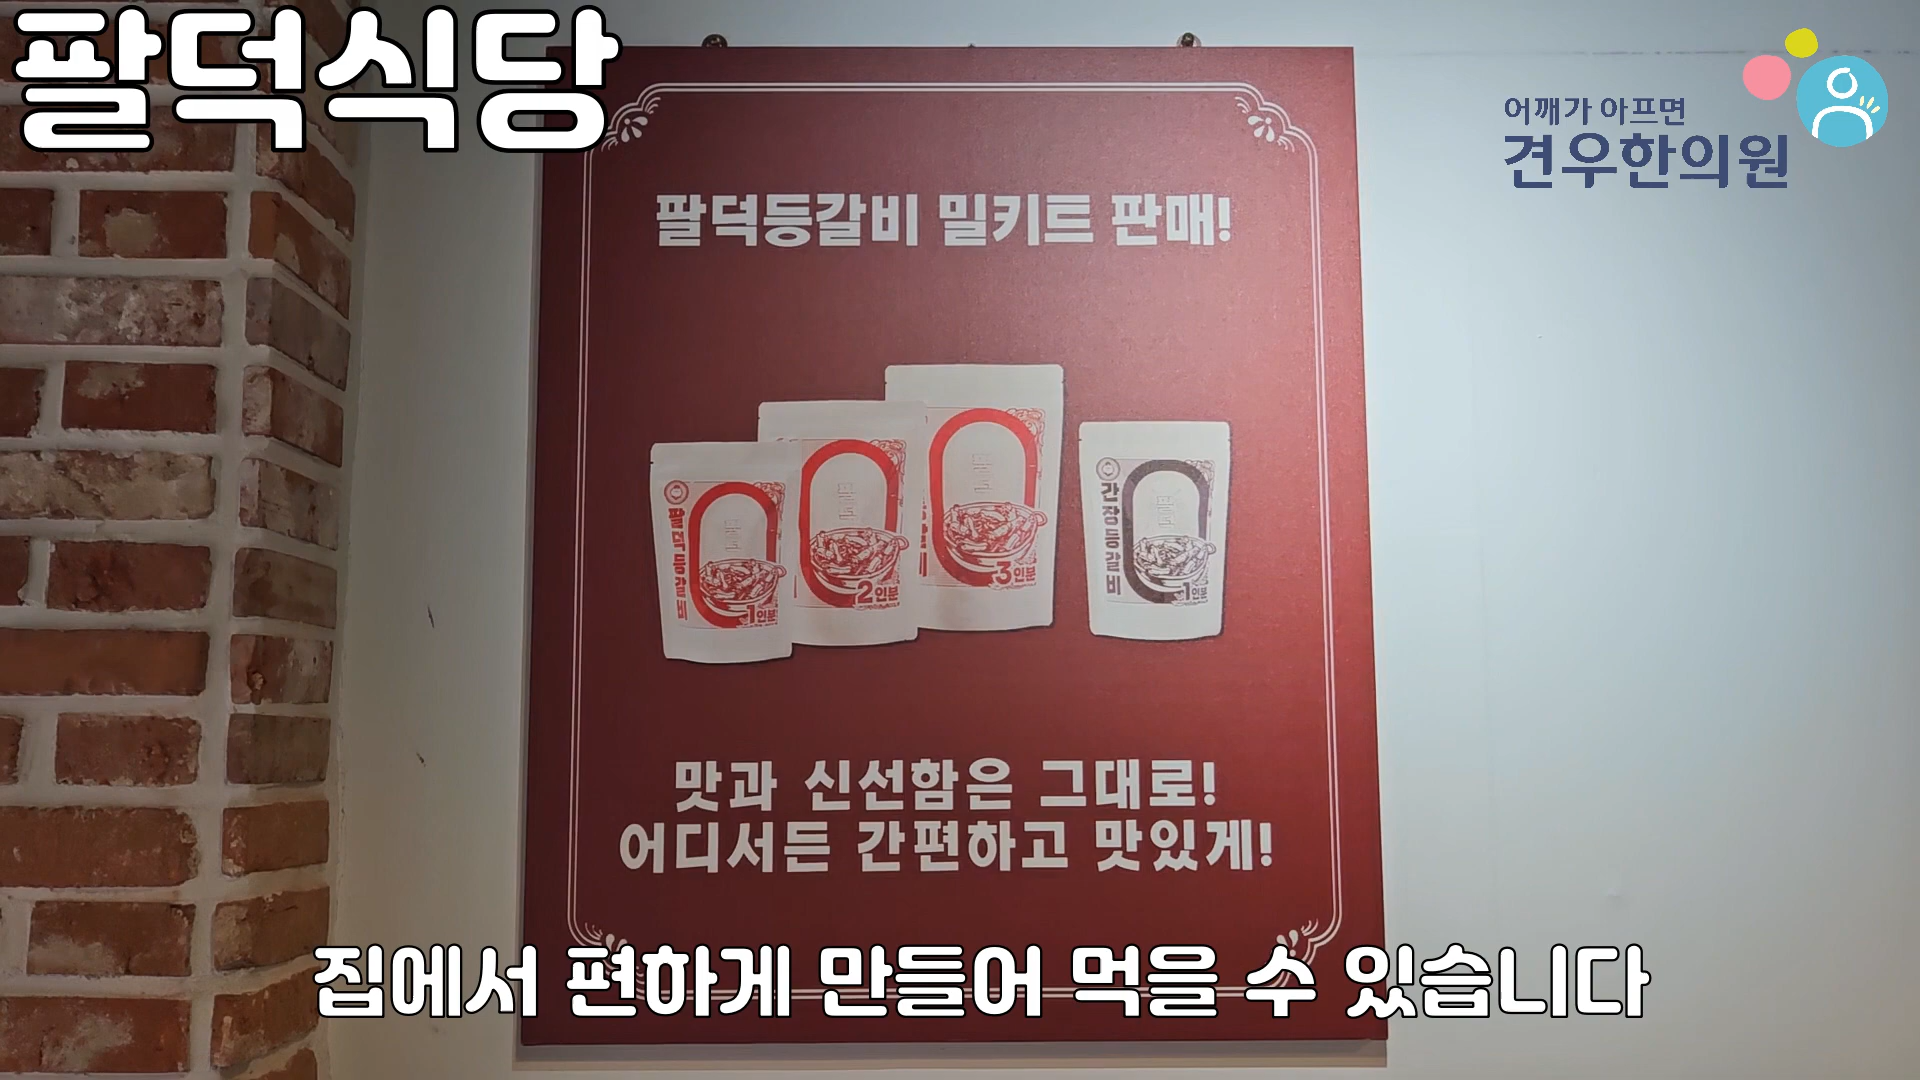 팔덕식당
어깨가 아프면
견우한의원
팔덕등갈비 밀키트 판매!
팔덕등갈비
1인분
2인분
3인분
간장등갈비
1인분
맛과 신선함은 그대로!
어디서든 간편하고 맛있게!
집에서 편하게 만들어 먹을 수 있습니다